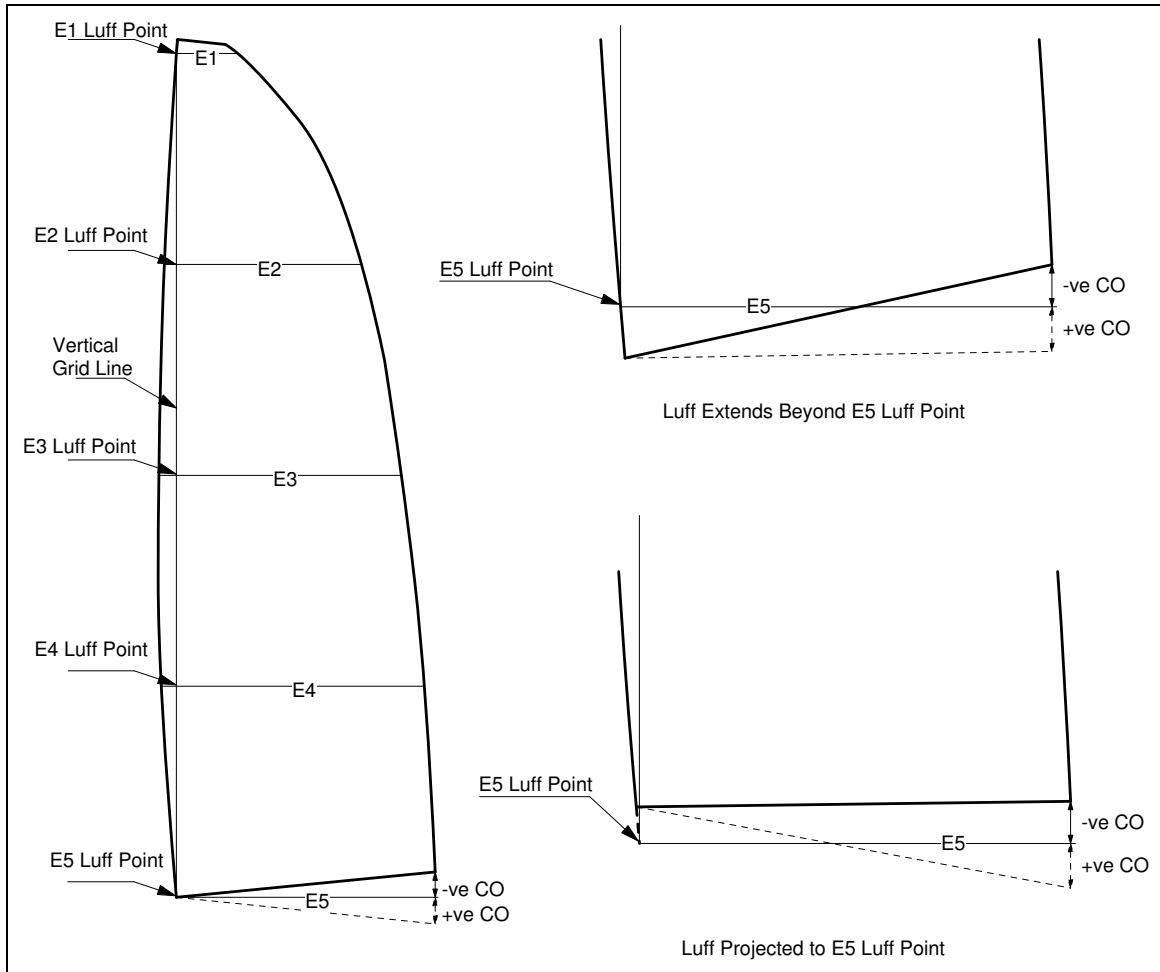 E1 Luff Point
E1
E2 Luff Point
E2
Vertical
Grid Line
E3 Luff Point
E3
E4 Luff Point
E4
E5 Luff Point
E5
-ve CO
+ve CO
E5 Luff Point
E5
-ve CO
+ve CO
Luff Extends Beyond E5 Luff Point
E5 Luff Point
E5
-ve CO
+ve CO
Luff Projected to E5 Luff Point